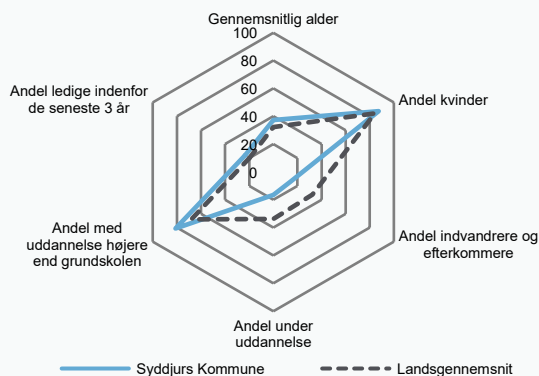 Gennemsnitlig alder
100
80
60
40
20
0
Andel kvinder
Andel indvandrere og
efterkommere
Andel under
uddannelse
Andel med
uddannelse højere
end grundskolen
Andel ledige indenfor
de seneste 3 år
Syddjurs Kommune
Landsgennemsnit